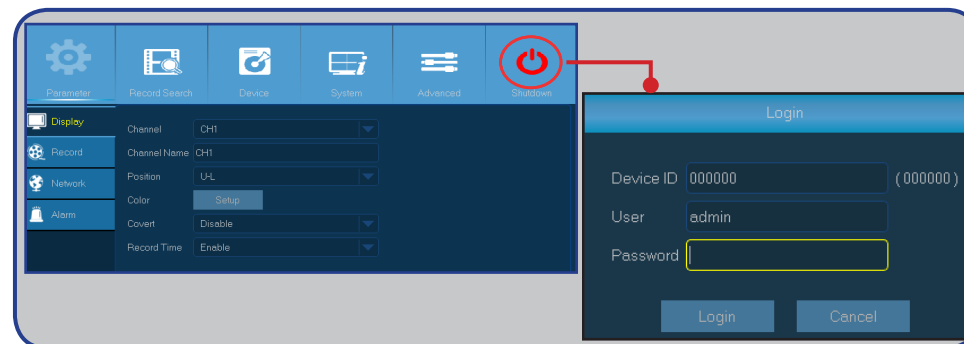 Parameter Record Search Device System Advanced Shutdown
Display
Record
Network
Alarm
Channel CH1
Channel Name CH1
Position U-L
Color Setup
Covert Disable
Record Time Enable
Login
Device ID 000000 (000000)
User admin
Password
Login Cancel